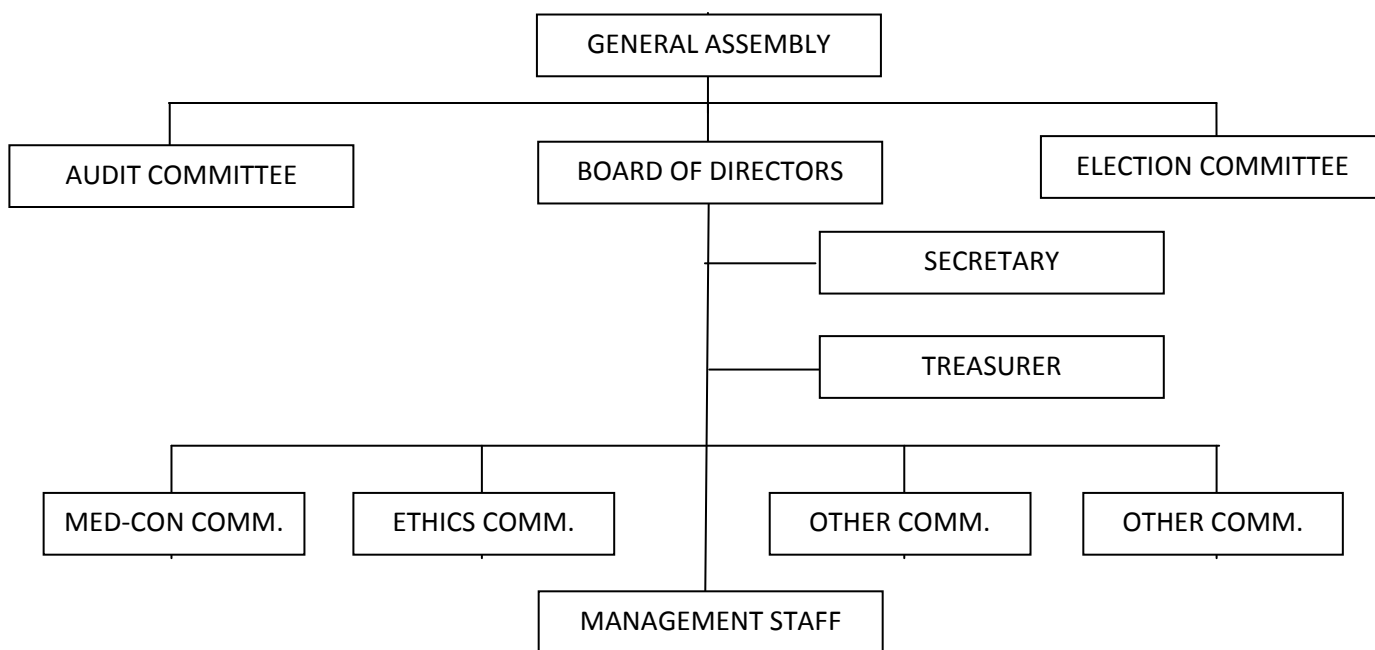 GENERAL ASSEMBLY
AUDIT COMMITTEE
BOARD OF DIRECTORS
ELECTION COMMITTEE
SECRETARY
TREASURER
MED-CON COMM.
ETHICS COMM.
OTHER COMM.
OTHER COMM.
MANAGEMENT STAFF